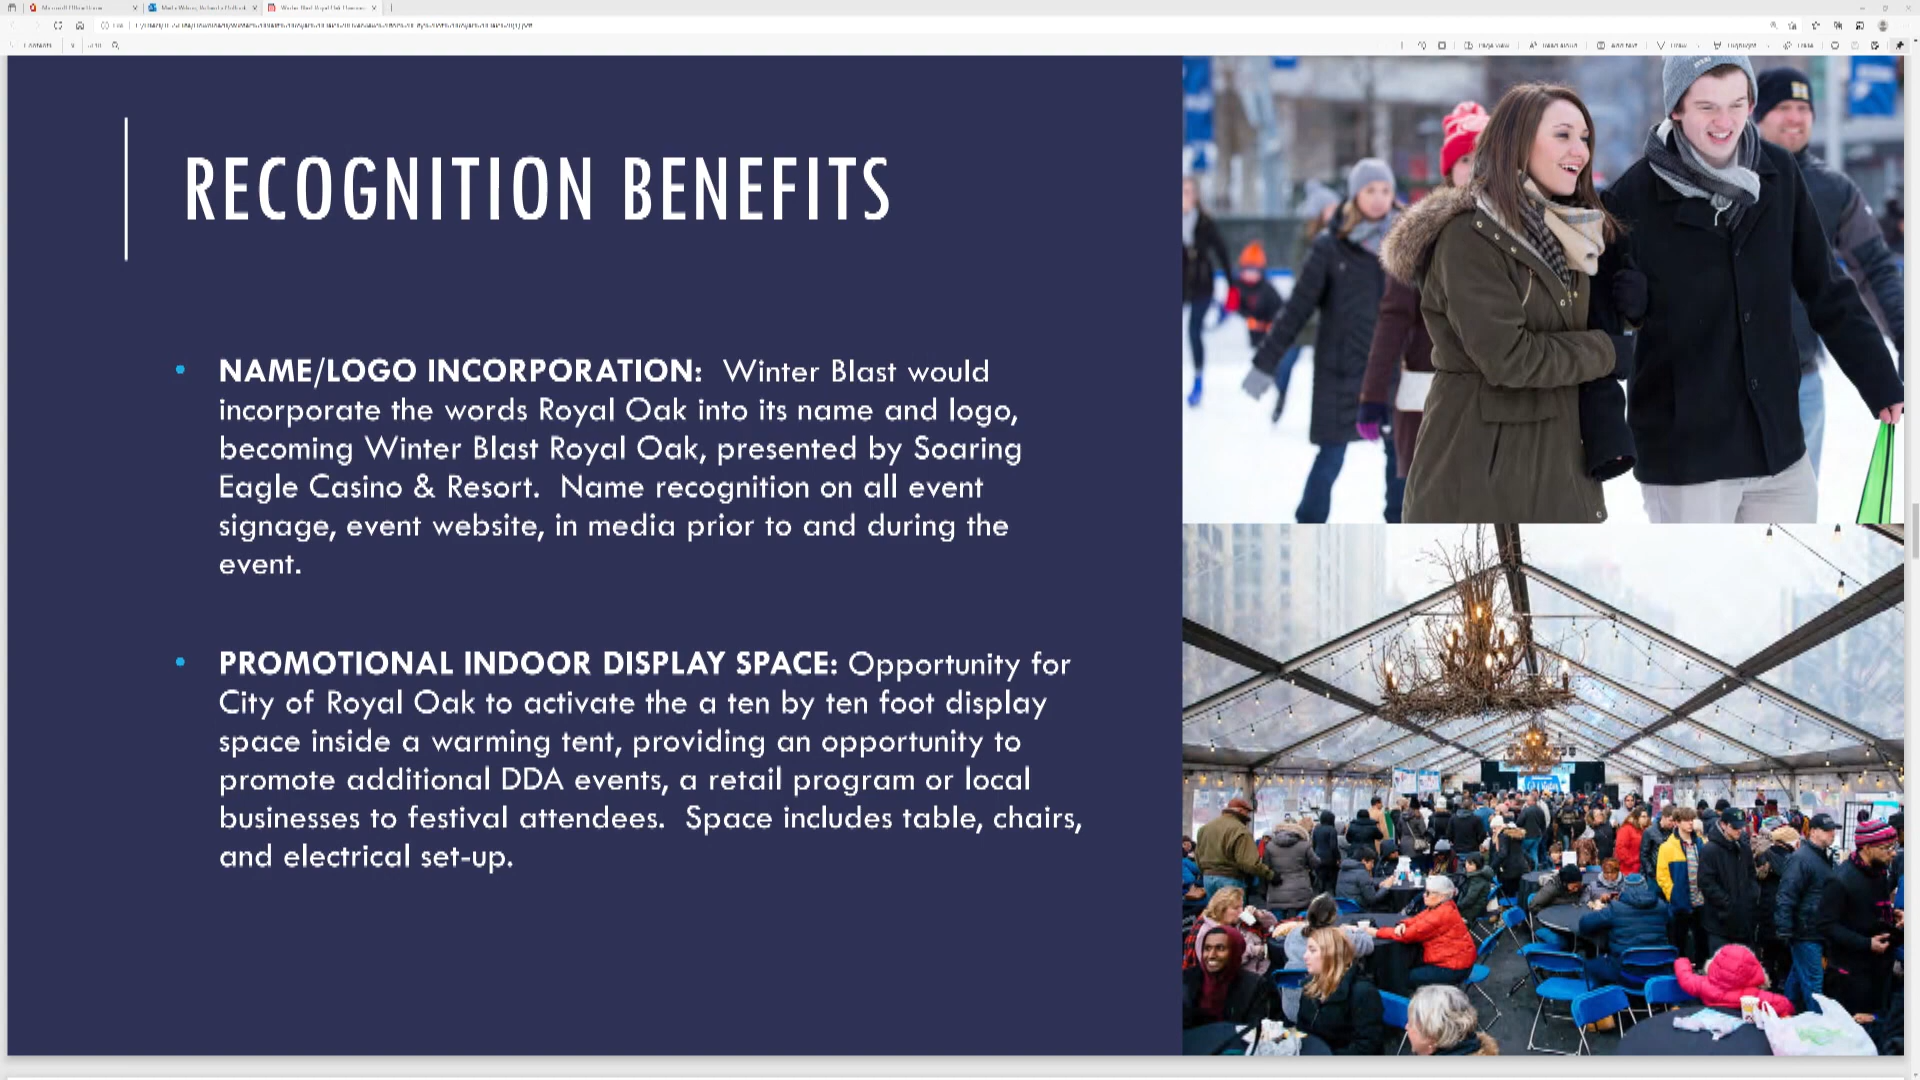 RECOGNITION BENEFITS
• NAME/LOGO INCORPORATION:  Winter Blast would
incorporate the words Royal Oak into its name and logo,
becoming Winter Blast Royal Oak, presented by Soaring
Eagle Casino & Resort.  Name recognition on all event
signage, event website, in media prior to and during the
event.
• PROMOTIONAL INDOOR DISPLAY SPACE: Opportunity for
City of Royal Oak to activate the a ten by ten foot display
space inside a warming tent, providing an opportunity to
promote additional DDA events, a retail program or local
businesses to festival attendees.  Space includes table, chairs,
and electrical set-up.